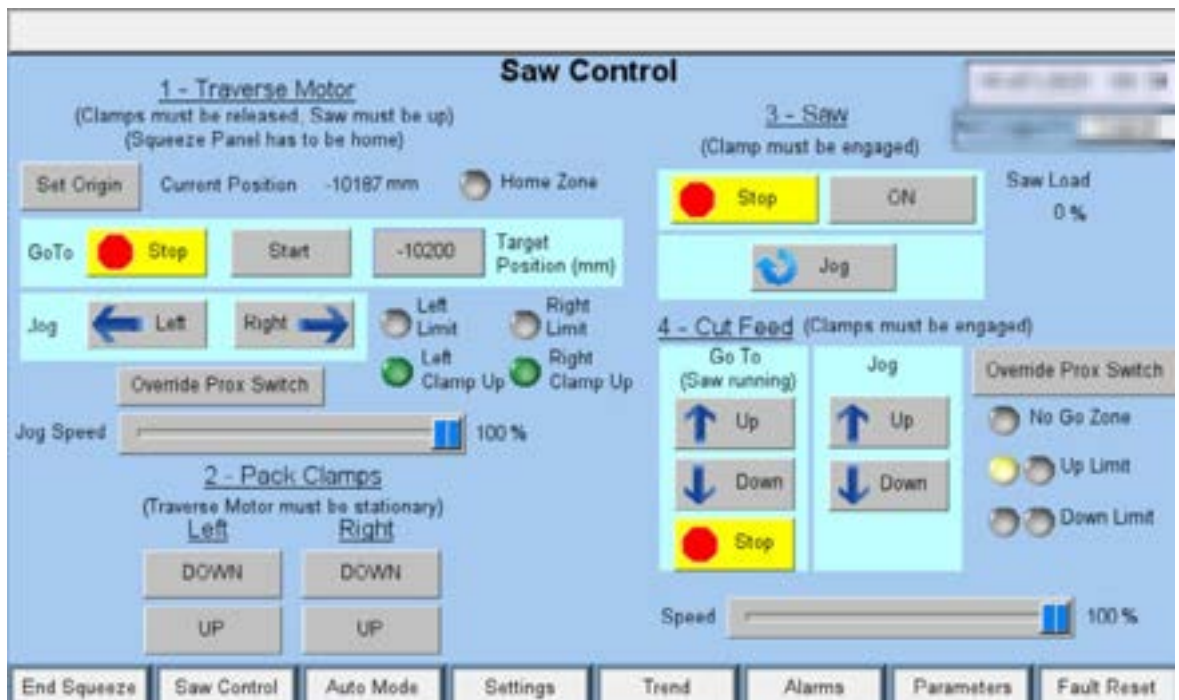 Saw Control
1 - Traverse Motor
(Clamps must be released, Saw must be up)
(Squeeze Panel has to be home)
Set Origin
Current Position
-10187 mm
Home Zone
GoTo
Stop
Start
-10200
Target
Position (mm)
Jog
Left
Right
Left
Limit
Right
Limit
Left
Clamp Up
Right
Clamp Up
Override Prox Switch
Jog Speed
100 %
2 - Pack Clamps
(Traverse Motor must be stationary)
Left
Right
DOWN
DOWN
UP
UP
3 - Saw
(Clamp must be engaged)
Stop
ON
Saw Load
0 %
Jog
4 - Cut Feed (Clamps must be engaged)
Go To
(Saw running)
Up
Down
Stop
Jog
Up
Down
Override Prox Switch
No Go Zone
Up Limit
Down Limit
Speed
100 %
End Squeeze
Saw Control
Auto Mode
Settings
Trend
Alarms
Parameters
Fault Reset